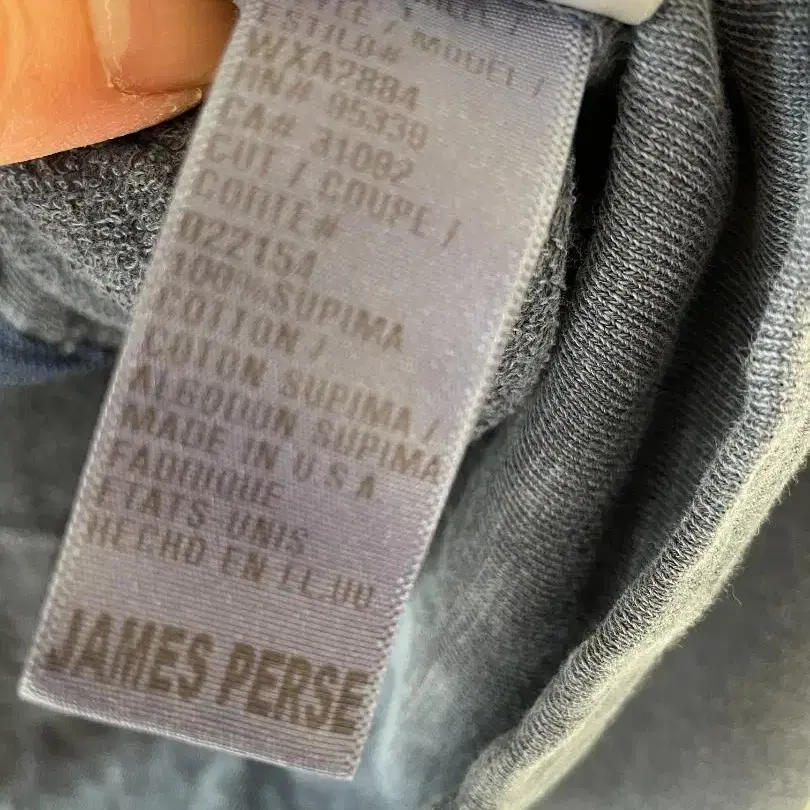 / MODEL /
ESTILO#
WXA2884
RN# 95339
CA# 31082
CUT / COUPE /
CORTE#
022154
100% SUPIMA
COTTON /
COTON SUPIMA /
ALGODON SUPIMA
MADE IN U S A
FABRIQUE
ETATS UNIS
HECHO EN EE.UU
JAMES PERSE